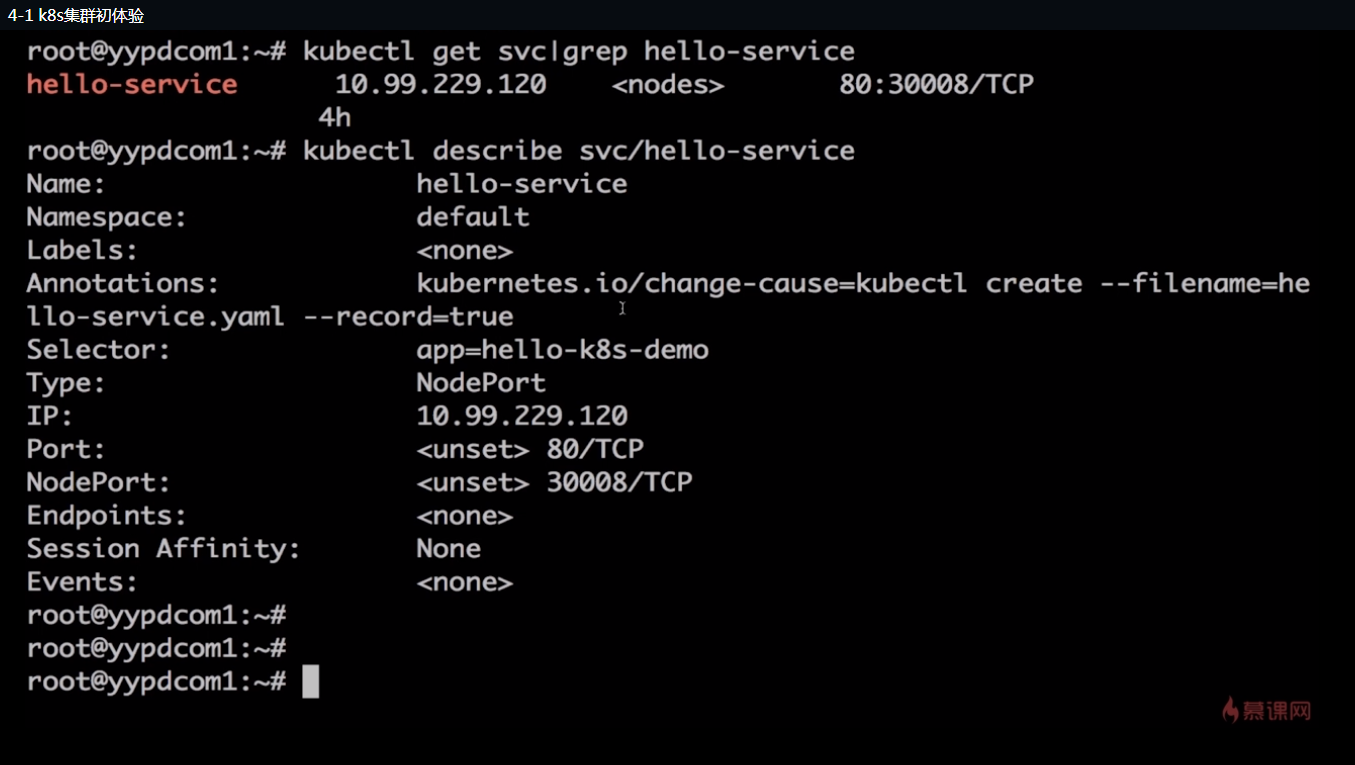 4-1 k8s集群初体验
root@yypdcom1:~# kubectl get svc|grep hello-service
hello-service 10.99.229.120 <nodes> 80:30008/TCP
4h
root@yypdcom1:~# kubectl describe svc/hello-service
Name: hello-service
Namespace: default
Labels: <none>
Annotations: kubernetes.io/change-cause=kubectl create --filename=he
llo-service.yaml --record=true
Selector: app=hello-k8s-demo
Type: NodePort
IP: 10.99.229.120
Port: <unset> 80/TCP
NodePort: <unset> 30008/TCP
Endpoints: <none>
Session Affinity: None
Events: <none>
root@yypdcom1:~#
root@yypdcom1:~#
root@yypdcom1:~#
慕课网